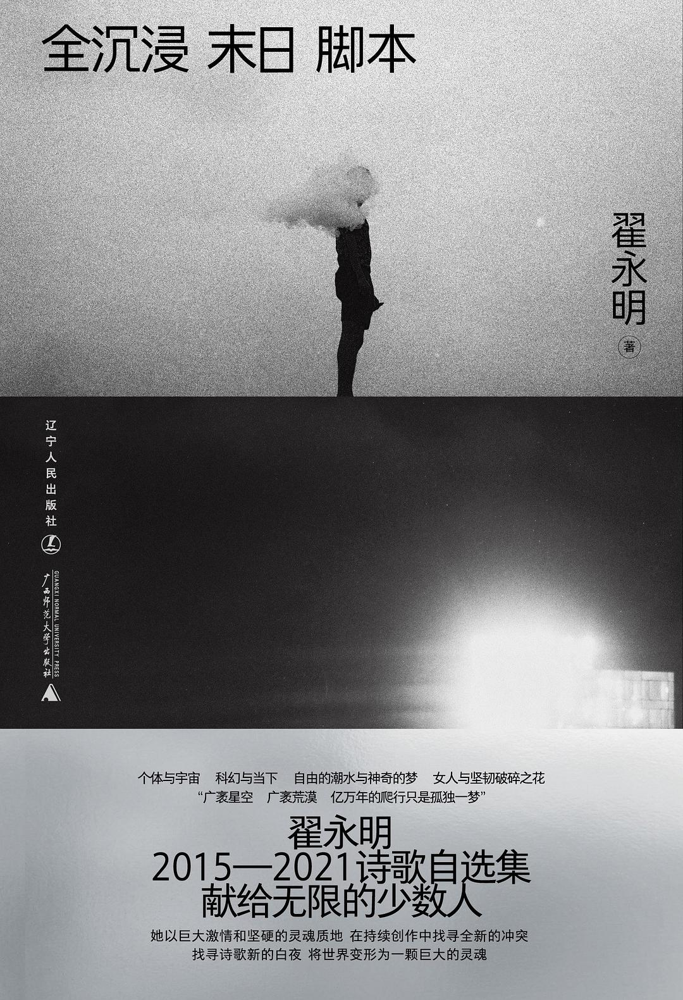 全沉浸 末日 脚本
翟永明
著
辽宁人民出版社
广西师范大学出版社
GUANGXI NORMAL UNIVERSITY PRESS
个体与宇宙 科幻与当下 自由的潮水与神奇的梦 女人与坚韧破碎之花
“广袤星空 广袤荒漠 亿万年的爬行只是孤独一梦”
翟永明
2015—2021诗歌自选集
献给无限的少数人
她以巨大激情和坚硬的灵魂质地 在持续创作中找寻全新的冲突
找寻诗歌新的白夜 将世界变形为一颗巨大的灵魂